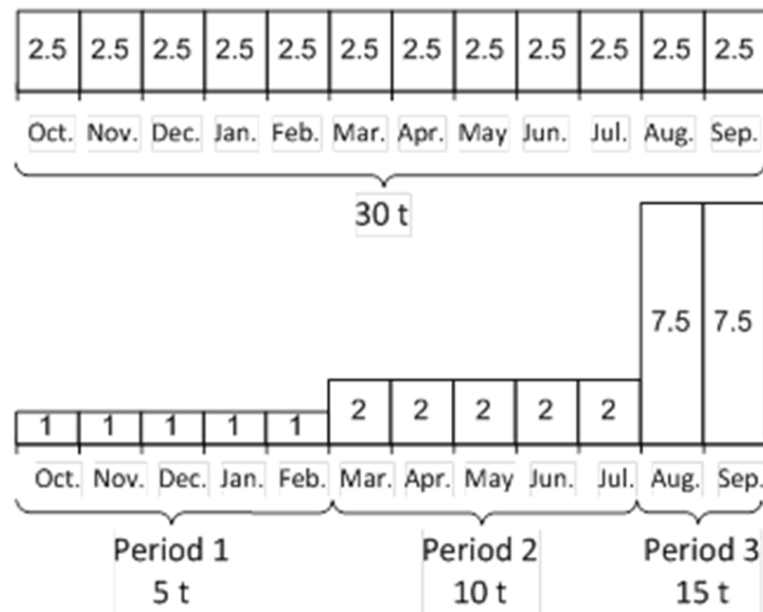 2.5 2.5 2.5 2.5 2.5 2.5 2.5 2.5 2.5 2.5 2.5 2.5
Oct. Nov. Dec. Jan. Feb. Mar. Apr. May Jun. Jul. Aug. Sep.
30 t
7.5 7.5
1 1 1 1 1 2 2 2 2 2
Oct. Nov. Dec. Jan. Feb. Mar. Apr. May Jun. Jul. Aug. Sep.
Period 1 Period 2 Period 3
5 t 10 t 15 t